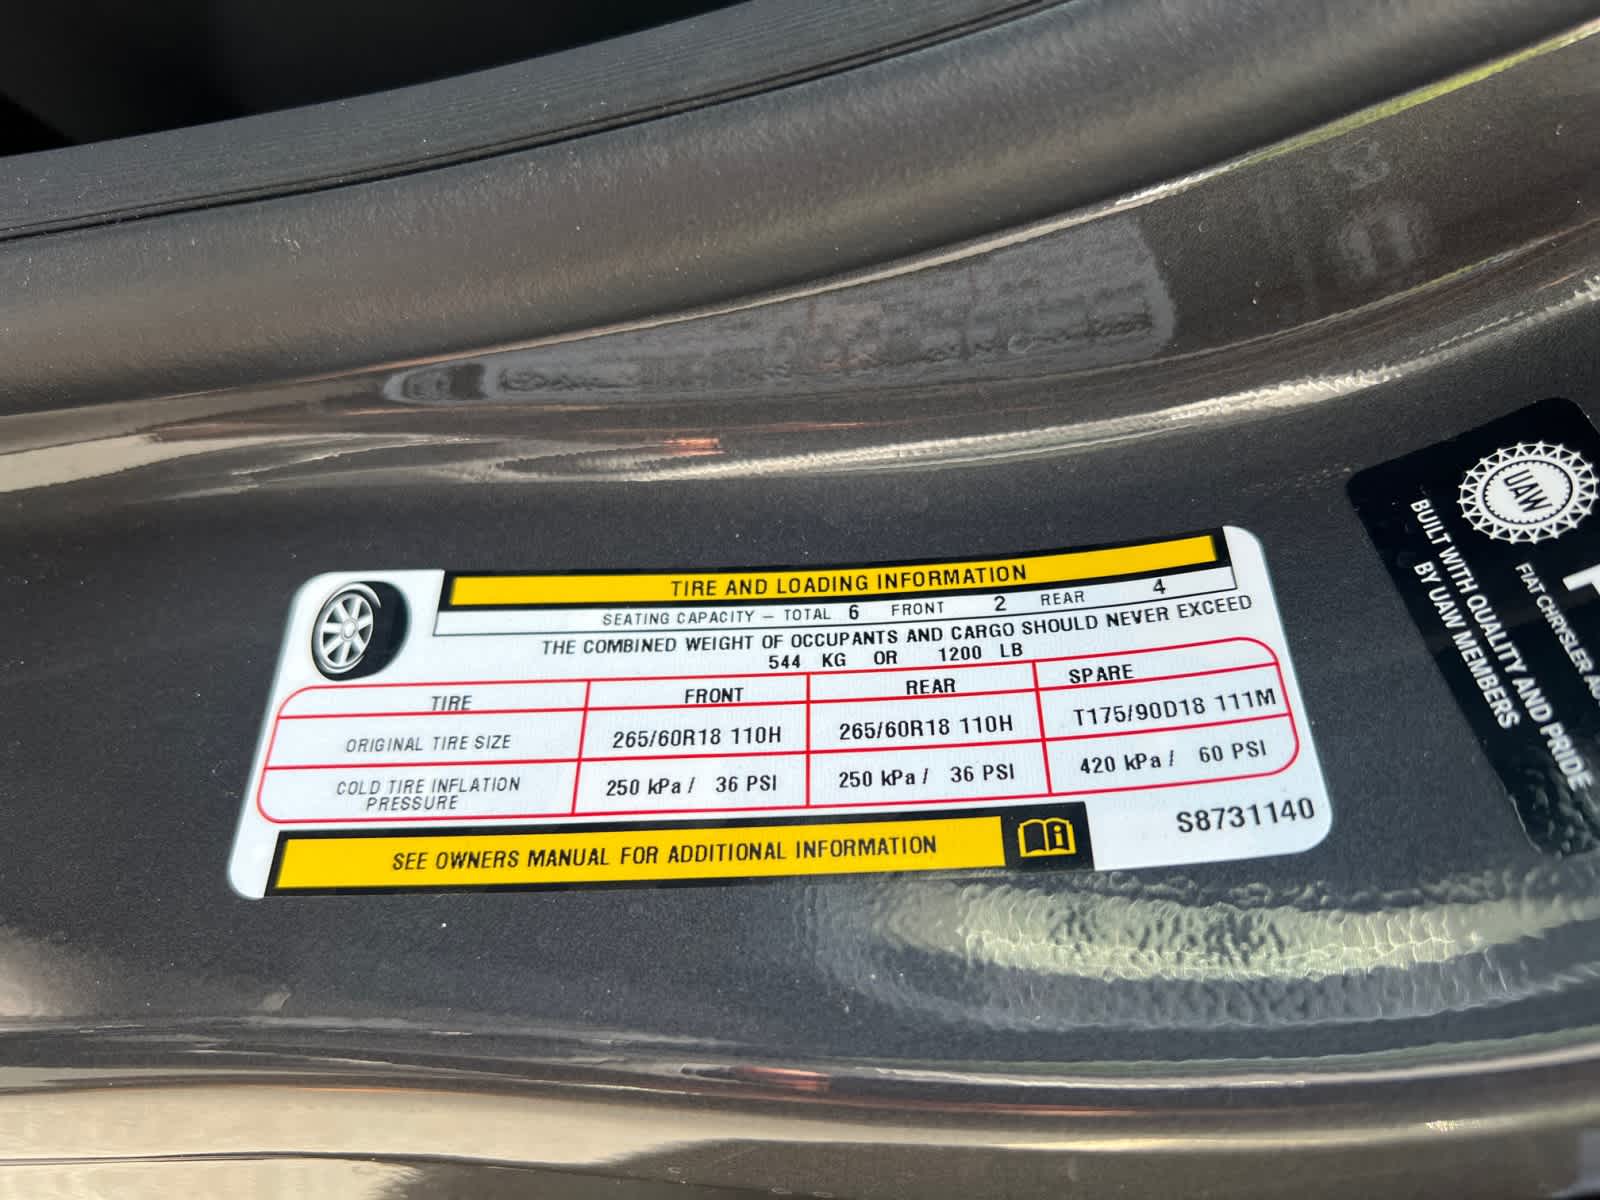 TIRE AND LOADING INFORMATION
SEATING CAPACITY – TOTAL 6 FRONT 2 REAR 4
THE COMBINED WEIGHT OF OCCUPANTS AND CARGO SHOULD NEVER EXCEED
544 KG OR 1200 LB
TIRE FRONT REAR SPARE
ORIGINAL TIRE SIZE 265/60R18 110H 265/60R18 110H T175/90D18 111M
COLD TIRE INFLATION PRESSURE 250 kPa / 36 PSI 250 kPa / 36 PSI 420 kPa / 60 PSI
SEE OWNERS MANUAL FOR ADDITIONAL INFORMATION
S8731140
UAW
BUILT WITH QUALITY AND PRIDE
BY UAW MEMBERS
FIAT CHRYSLER